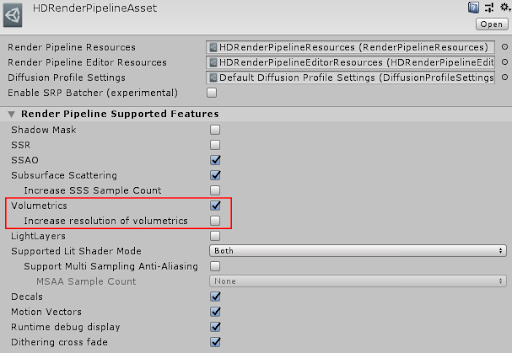 HDRenderPipelineAsset
Open
Render Pipeline Resources HDRenderPipelineResources (RenderPipelineResources)
Render Pipeline Editor Resources HDRenderPipelineEditorResources (HDRenderPipelineEdit
Diffusion Profile Settings Default Diffusion Profile Settings (DiffusionProfileSettings
Enable SRP Batcher (experimental)
Render Pipeline Supported Features
Shadow Mask
SSR
SSAO
Subsurface Scattering
Increase SSS Sample Count
Volumetrics
Increase resolution of volumetrics
LightLayers
Supported Lit Shader Mode Both
Support Multi Sampling Anti-Aliasing
MSAA Sample Count None
Decals
Motion Vectors
Runtime debug display
Dithering cross fade